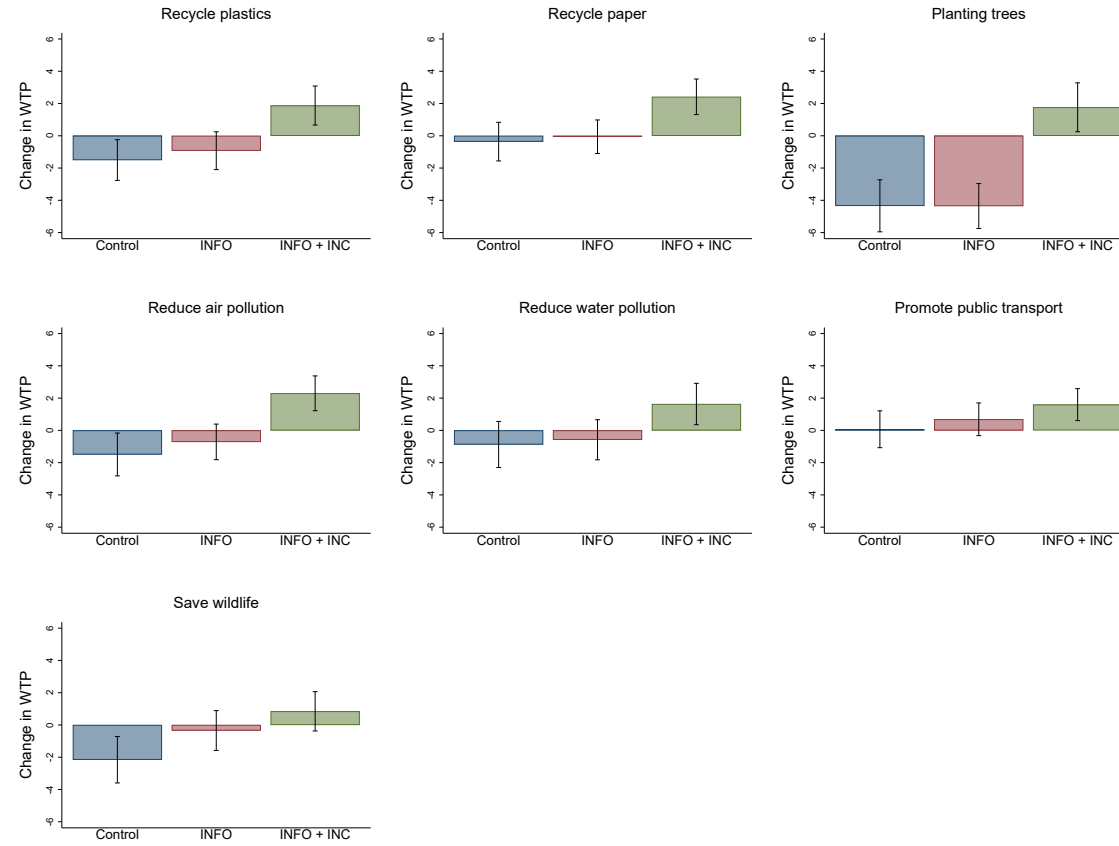 Recycle plastics
Change in WTP
6
4
2
0
-2
-4
-6
Control INFO INFO + INC
Recycle paper
Change in WTP
6
4
2
0
-2
-4
-6
Control INFO INFO + INC
Planting trees
Change in WTP
6
4
2
0
-2
-4
-6
Control INFO INFO + INC
Reduce air pollution
Change in WTP
6
4
2
0
-2
-4
-6
Control INFO INFO + INC
Reduce water pollution
Change in WTP
6
4
2
0
-2
-4
-6
Control INFO INFO + INC
Promote public transport
Change in WTP
6
4
2
0
-2
-4
-6
Control INFO INFO + INC
Save wildlife
Change in WTP
6
4
2
0
-2
-4
-6
Control INFO INFO + INC